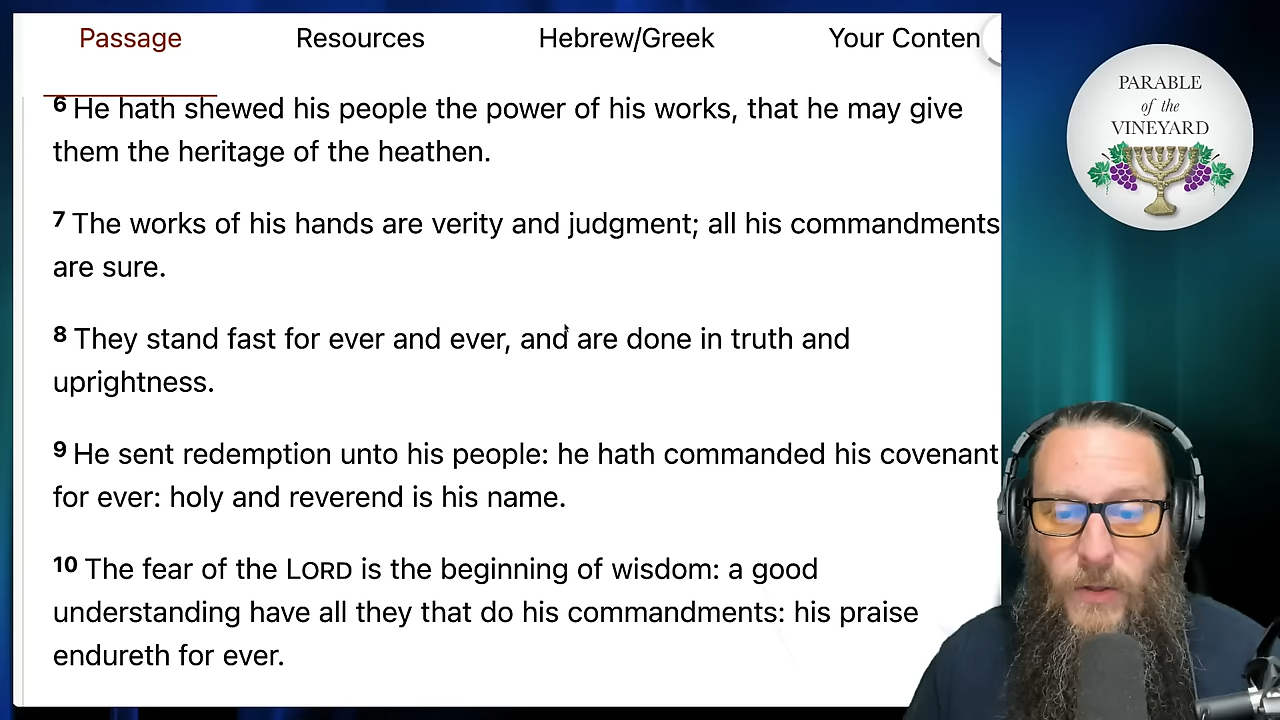 Passage
Resources
Hebrew/Greek
Your Conten
6 He hath shewed his people the power of his works, that he may give
them the heritage of the heathen.
7 The works of his hands are verity and judgment; all his commandments
are sure.
8 They stand fast for ever and ever, and are done in truth and
uprightness.
9 He sent redemption unto his people: he hath commanded his covenant
for ever: holy and reverend is his name.
10 The fear of the LORD is the beginning of wisdom: a good
understanding have all they that do his commandments: his praise
endureth for ever.
PARABLE
of the
VINEYARD